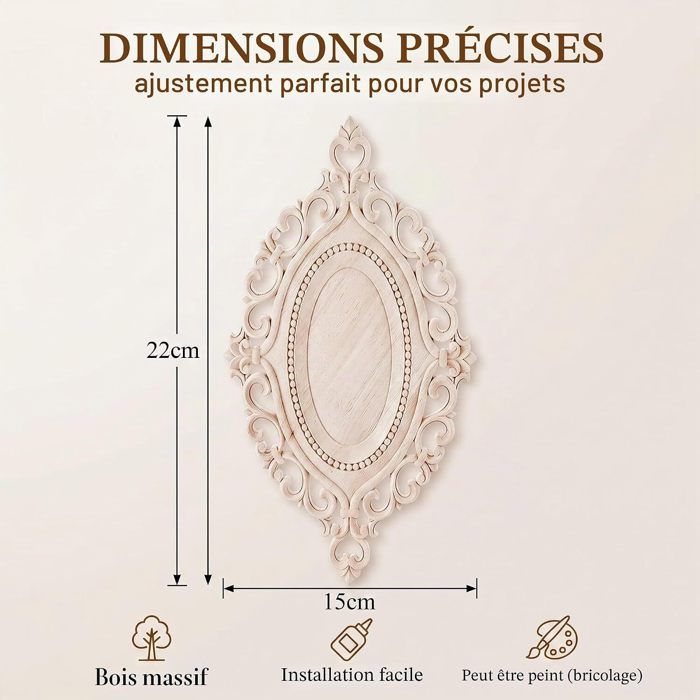 DIMENSIONS PRÉCISES
ajustement parfait pour vos projets
22cm
15cm
Bois massif
Installation facile
Peut être peint (bricolage)